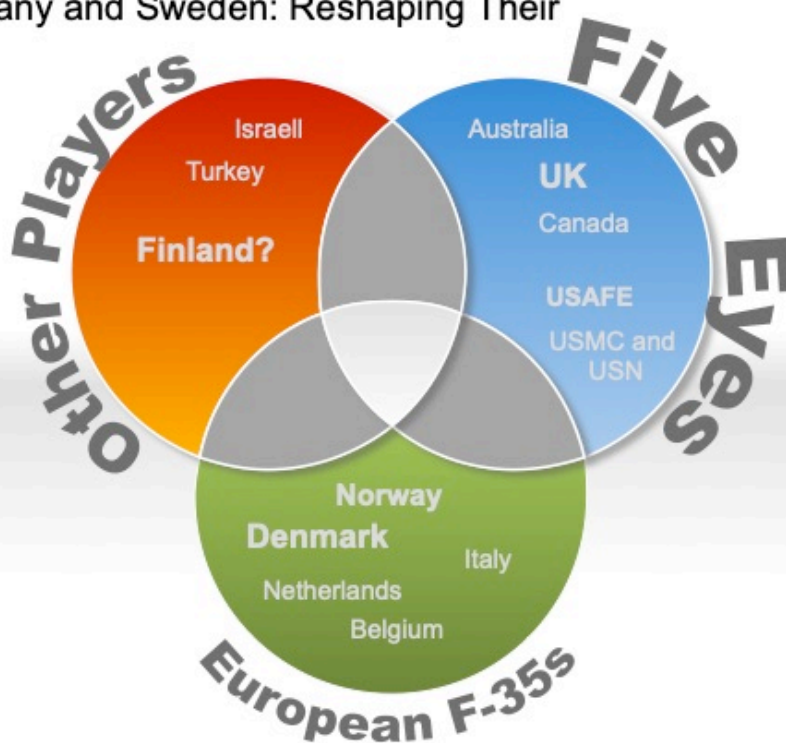 any and Sweden: Reshaping Their
Other Players
Five Eyes
Israell
Turkey
Finland?
Australia
UK
Canada
USAFE
USMC and
USN
Norway
Denmark
Italy
Netherlands
Belgium
European F-35s